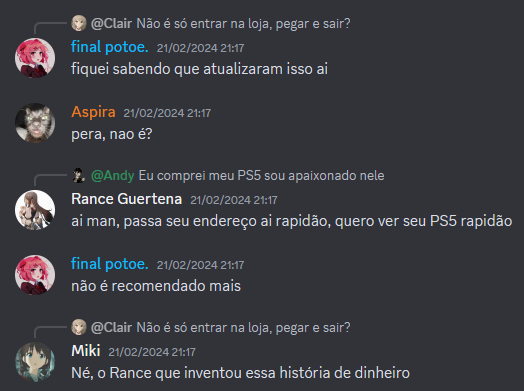 @Clair Não é só entrar na loja, pegar e sair?
final potoe. 21/02/2024 21:17
fiquei sabendo que atualizaram isso ai
Aspira 21/02/2024 21:17
pera, nao é?
@Andy Eu comprei meu PS5 sou apaixonado nele
Rance Guertena 21/02/2024 21:17
ai man, passa seu endereço ai rapidão, quero ver seu PS5 rapidão
final potoe. 21/02/2024 21:17
não é recomendado mais
@Clair Não é só entrar na loja, pegar e sair?
Miki 21/02/2024 21:17
Né, o Rance que inventou essa história de dinheiro